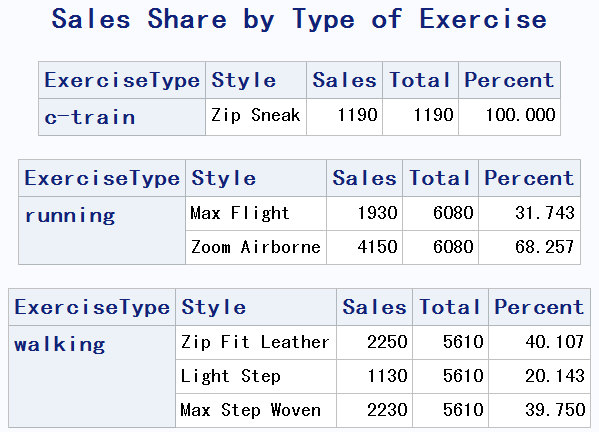 Sales Share by Type of Exercise
ExerciseType Style Sales Total Percent
c-train Zip Sneak 1190 1190 100.000
ExerciseType Style Sales Total Percent
running Max Flight 1930 6080 31.743
Zoom Airborne 4150 6080 68.257
ExerciseType Style Sales Total Percent
walking Zip Fit Leather 2250 5610 40.107
Light Step 1130 5610 20.143
Max Step Woven 2230 5610 39.750